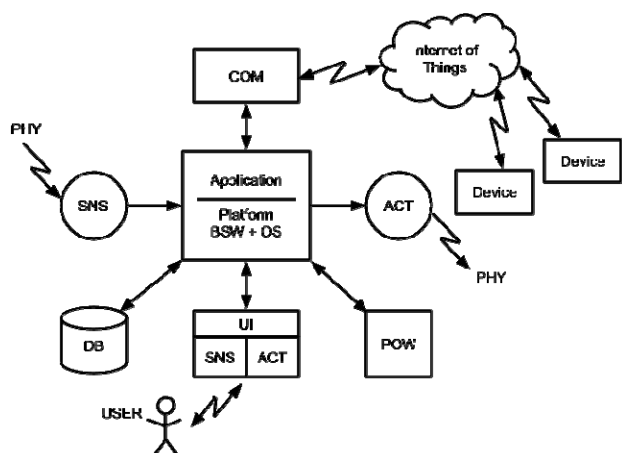 nternet of
Things
COM
PHY
Device
Application
SNS
ACT
Device
Platform
BSW + OS
PHY
UI
DB
SNS
ACT
POW
USER